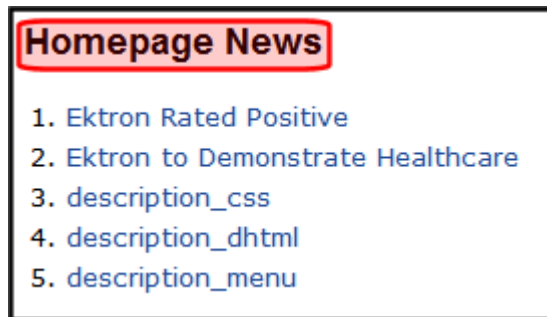 Homepage News
1. Ektron Rated Positive
2. Ektron to Demonstrate Healthcare
3. description_css
4. description_dhtml
5. description_menu